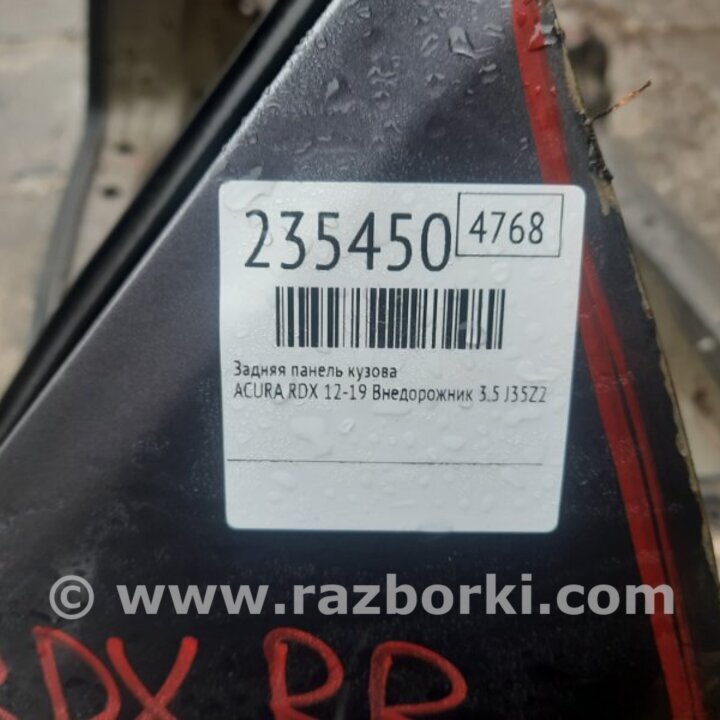 235450 4768
Задняя панель кузова
ACURA RDX 12-19 Внедорожник 3.5 J35Z2
© www.razborki.com
RDX RR